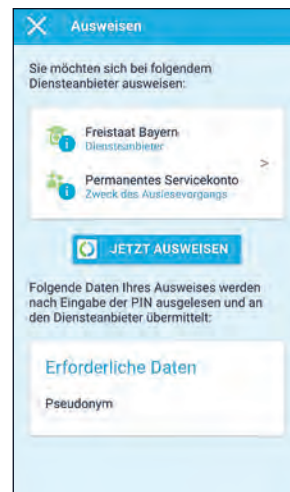 Ausweisen
Sie möchten sich bei folgendem
Diensteanbieter ausweisen:
Freistaat Bayern
Diensteanbieter
Permanentes Servicekonto
Zweck des Auslesevorgangs
>
JETZT AUSWEISEN
Folgende Daten Ihres Ausweises werden
nach Eingabe der PIN ausgelesen und an
den Diensteanbieter übermittelt:
Erforderliche Daten
Pseudonym